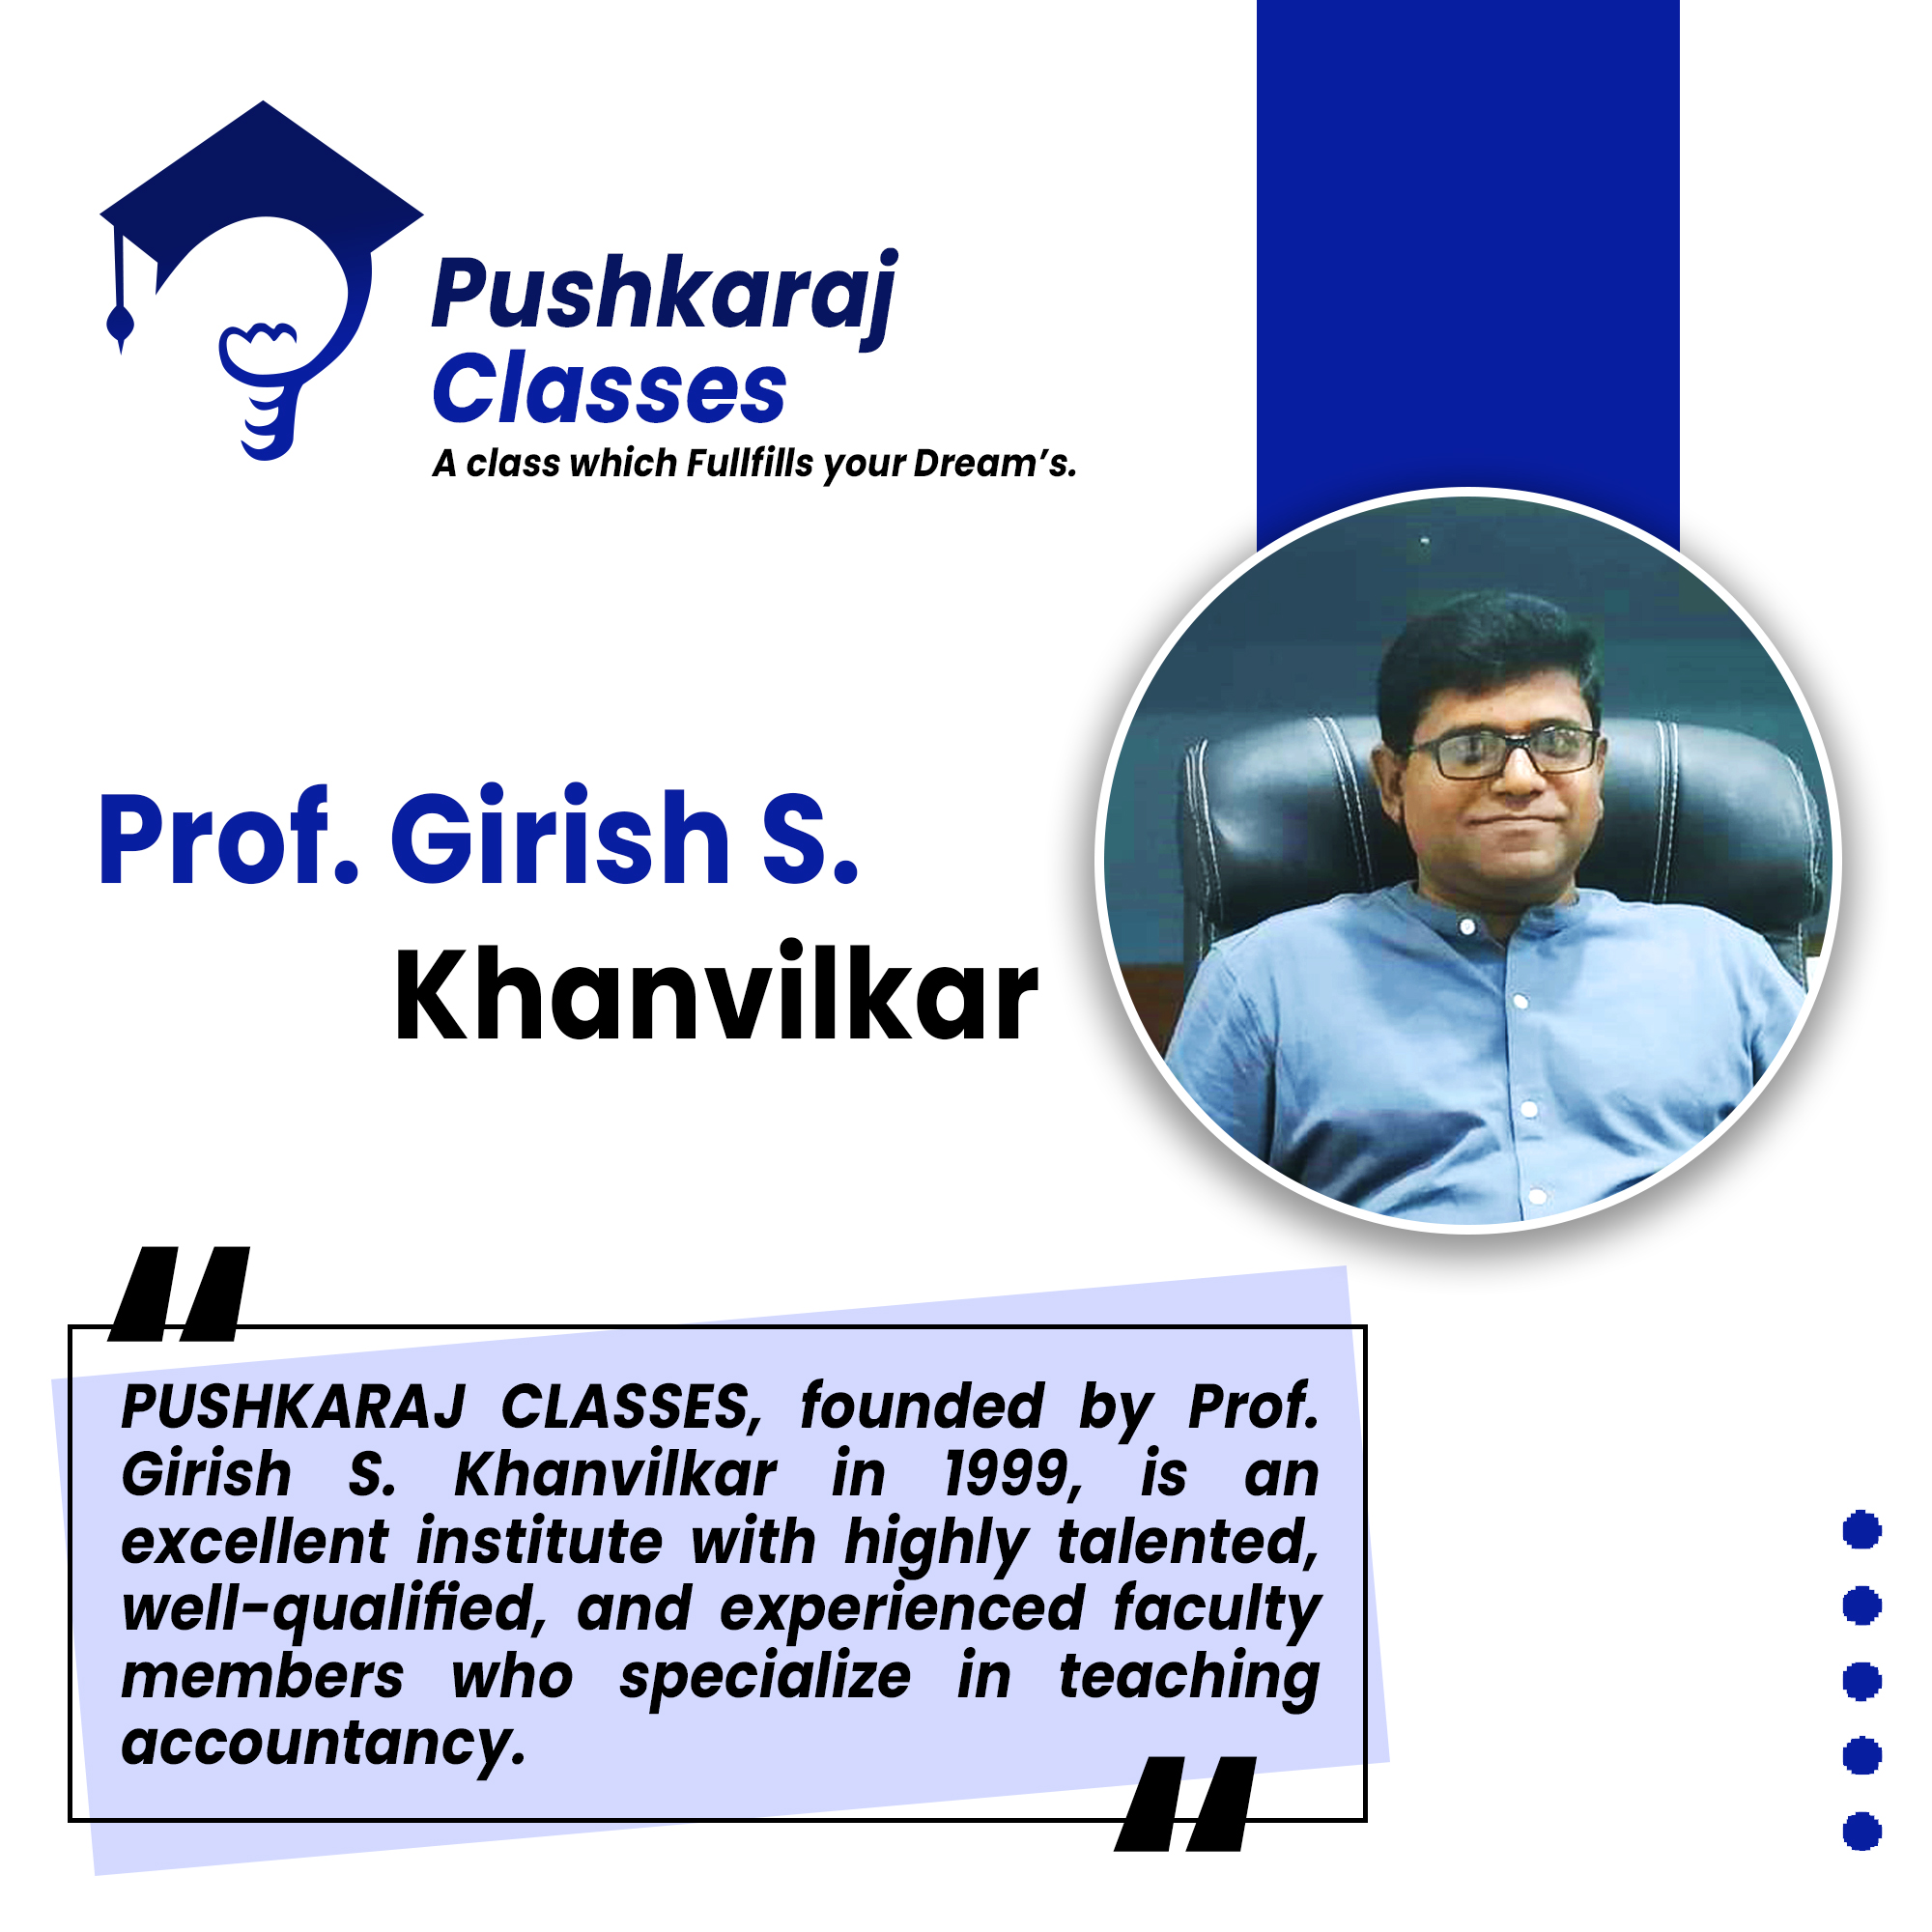 Pushkaraj
Classes
A class which Fullfills your Dream’s.
Prof. Girish S.
Khanvilkar
PUSHKARAJ CLASSES, founded by Prof.
Girish S. Khanvilkar in 1999, is an
excellent institute with highly talented,
well-qualified, and experienced faculty
members who specialize in teaching
accountancy.